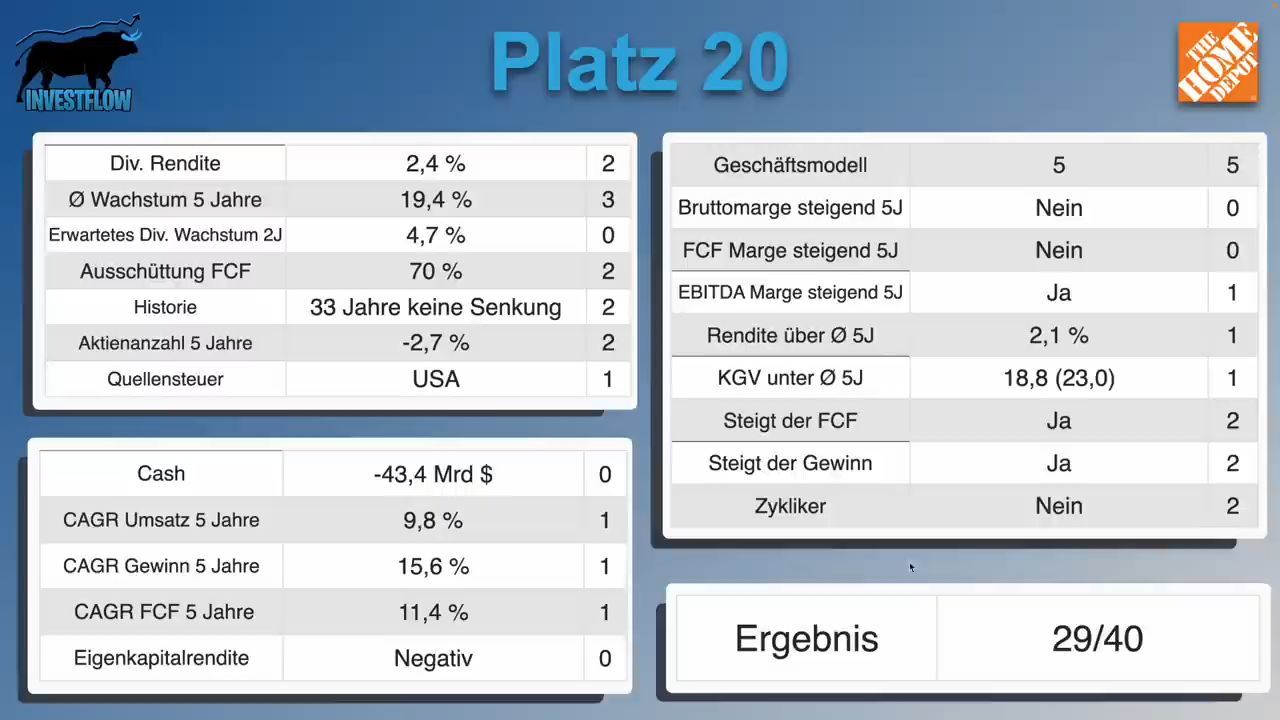 Platz 20
INVESTFLOW
THE
HOME
DEPOT
Div. Rendite 2,4 % 2
Ø Wachstum 5 Jahre 19,4 % 3
Erwartetes Div. Wachstum 2J 4,7 % 0
Ausschüttung FCF 70 % 2
Historie 33 Jahre keine Senkung 2
Aktienanzahl 5 Jahre -2,7 % 2
Quellensteuer USA 1
Cash -43,4 Mrd $ 0
CAGR Umsatz 5 Jahre 9,8 % 1
CAGR Gewinn 5 Jahre 15,6 % 1
CAGR FCF 5 Jahre 11,4 % 1
Eigenkapitalrendite Negativ 0
Geschäftsmodell 5 5
Bruttomarge steigend 5J Nein 0
FCF Marge steigend 5J Nein 0
EBITDA Marge steigend 5J Ja 1
Rendite über Ø 5J 2,1 % 1
KGV unter Ø 5J 18,8 (23,0) 1
Steigt der FCF Ja 2
Steigt der Gewinn Ja 2
Zykliker Nein 2
Ergebnis 29/40